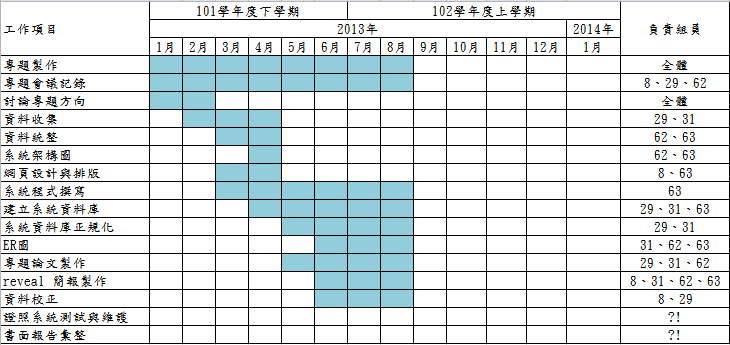 101學年度下學期 102學年度上學期
工作項目 2013年 2014年 負責組員
1月 2月 3月 4月 5月 6月 7月 8月 9月 10月 11月 12月 1月
專題製作 全體
專題會議記錄 8、29、62
討論專題方向 全體
資料收集 29、31
資料統整 62、63
系統架構圖 62、63
網頁設計與排版 8、63
系統程式撰寫 63
建立系統資料庫 29、31、63
系統資料庫正規化 29、31
ER圖 31、62、63
專題論文製作 29、31、62
reveal 簡報製作 8、31、62、63
資料校正 8、29
證照系統測試與維護 ?!
書面報告彙整 ?!